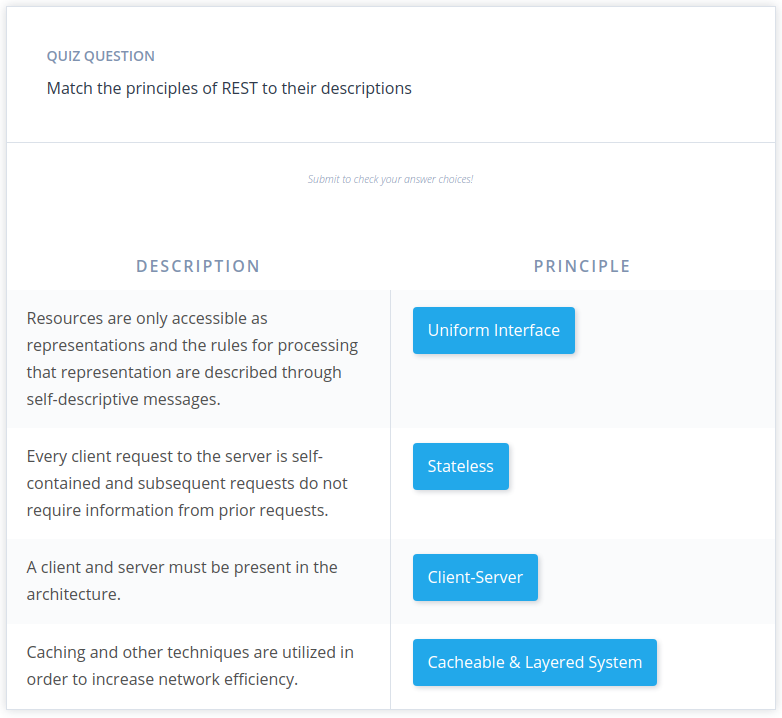 QUIZ QUESTION
Match the principles of REST to their descriptions
Submit to check your answer choices!
DESCRIPTION
PRINCIPLE
Resources are only accessible as
representations and the rules for processing
that representation are described through
self-descriptive messages.
Uniform Interface
Every client request to the server is self-
contained and subsequent requests do not
require information from prior requests.
Stateless
A client and server must be present in the
architecture.
Client-Server
Caching and other techniques are utilized in
order to increase network efficiency.
Cacheable & Layered System